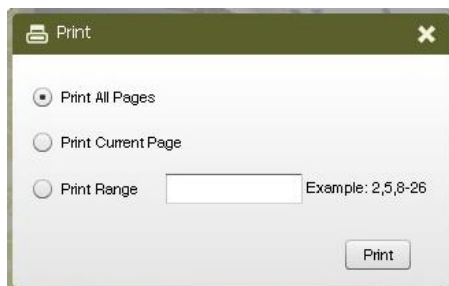 Print
Print All Pages
Print Current Page
Print Range Example: 2,5,8-26
Print